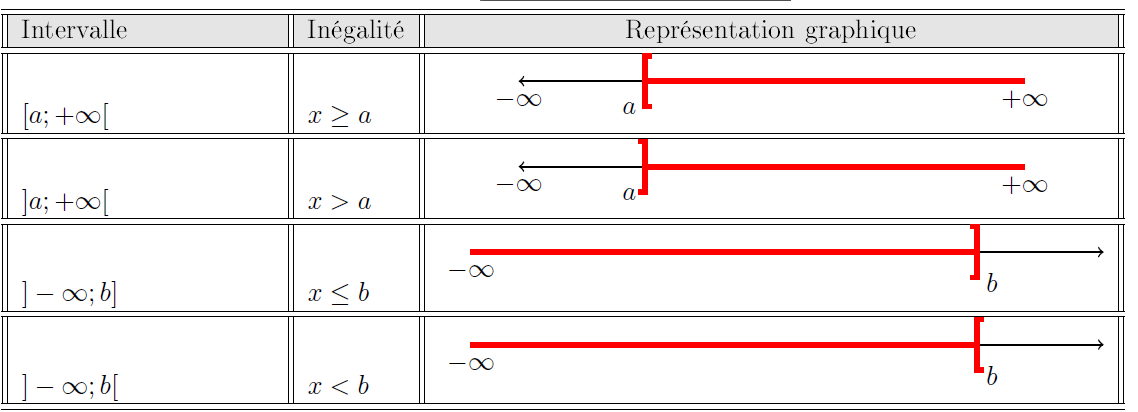 Intervalle Inégalité Représentation graphique
−∞ a +∞
[a; +∞[ x ≥ a
−∞ a +∞
]a; +∞[ x > a
−∞ b
] − ∞; b] x ≤ b
−∞ b
] − ∞; b[ x < b